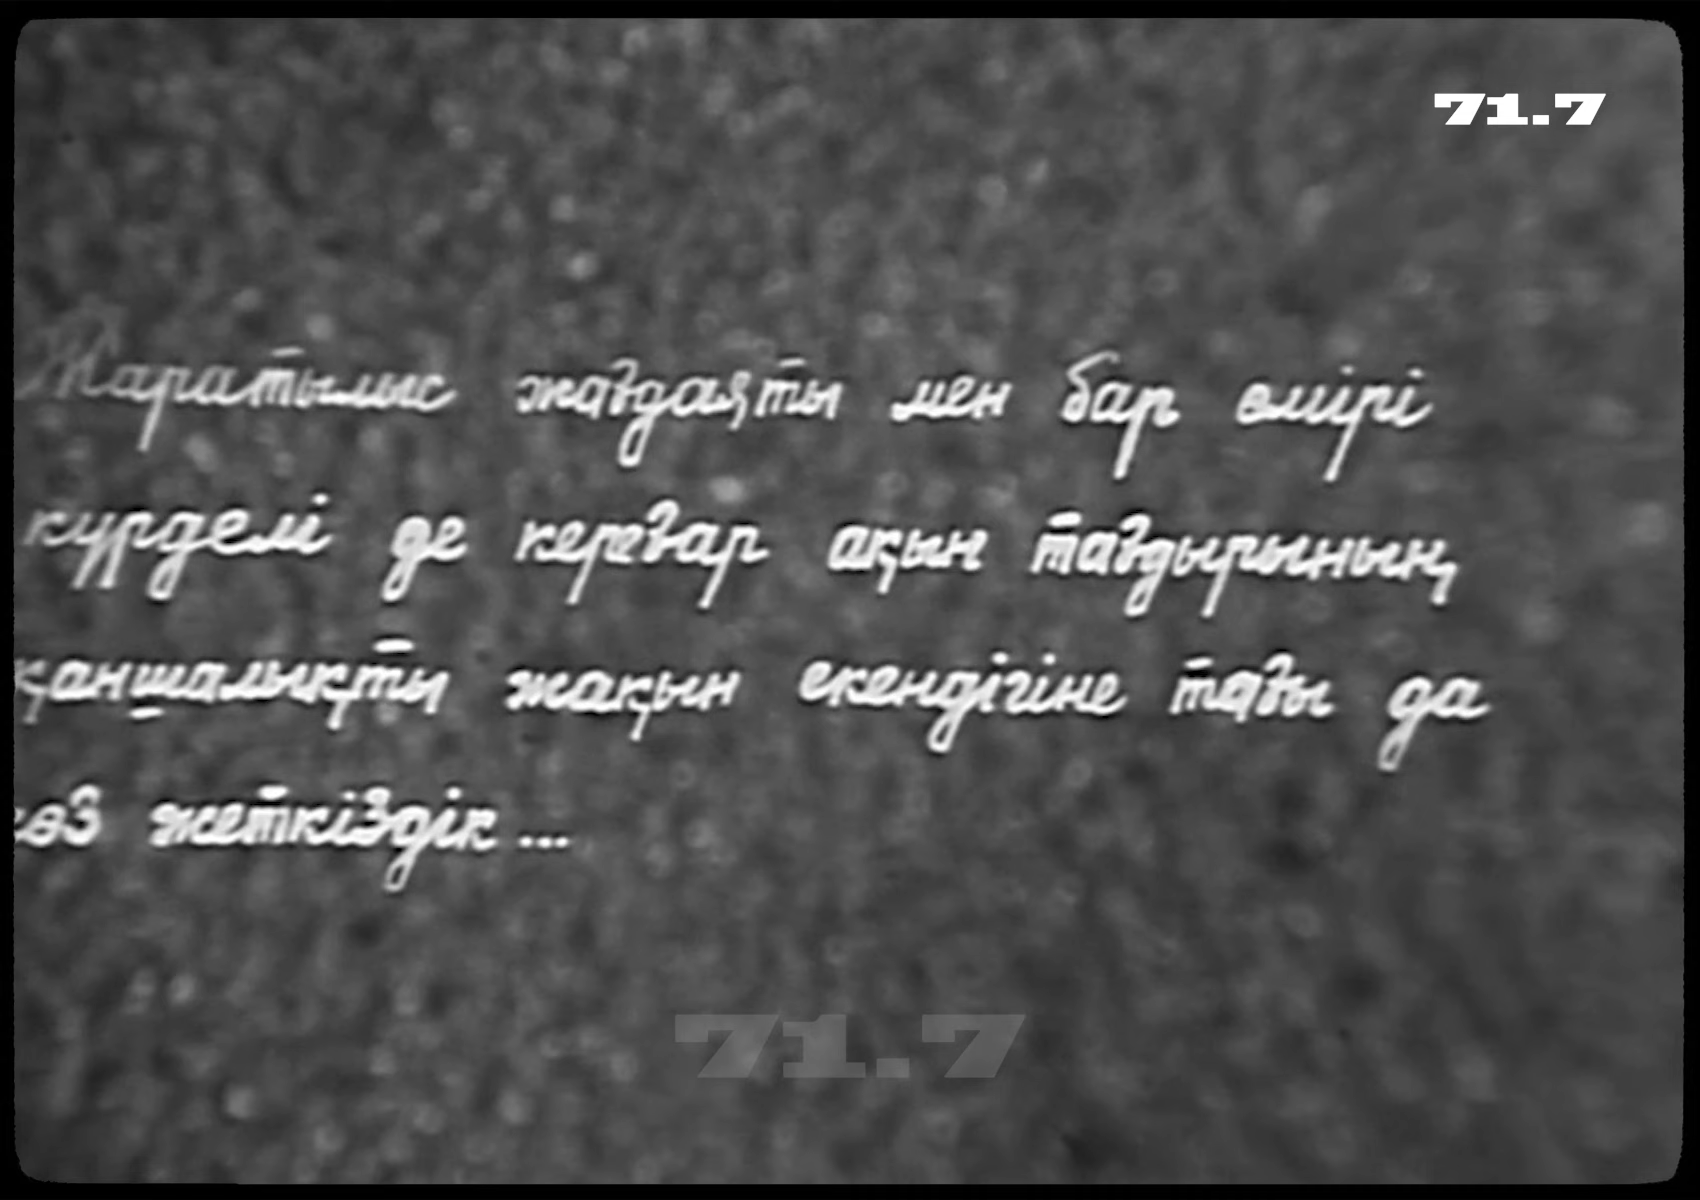 71.7
Жаратылыс жағдаяты мен бар өмірі
күрделі де кереғар ақын тағдырының
қаншалықты жақын екендігіне тағы да
көз жеткіздік...
71.7